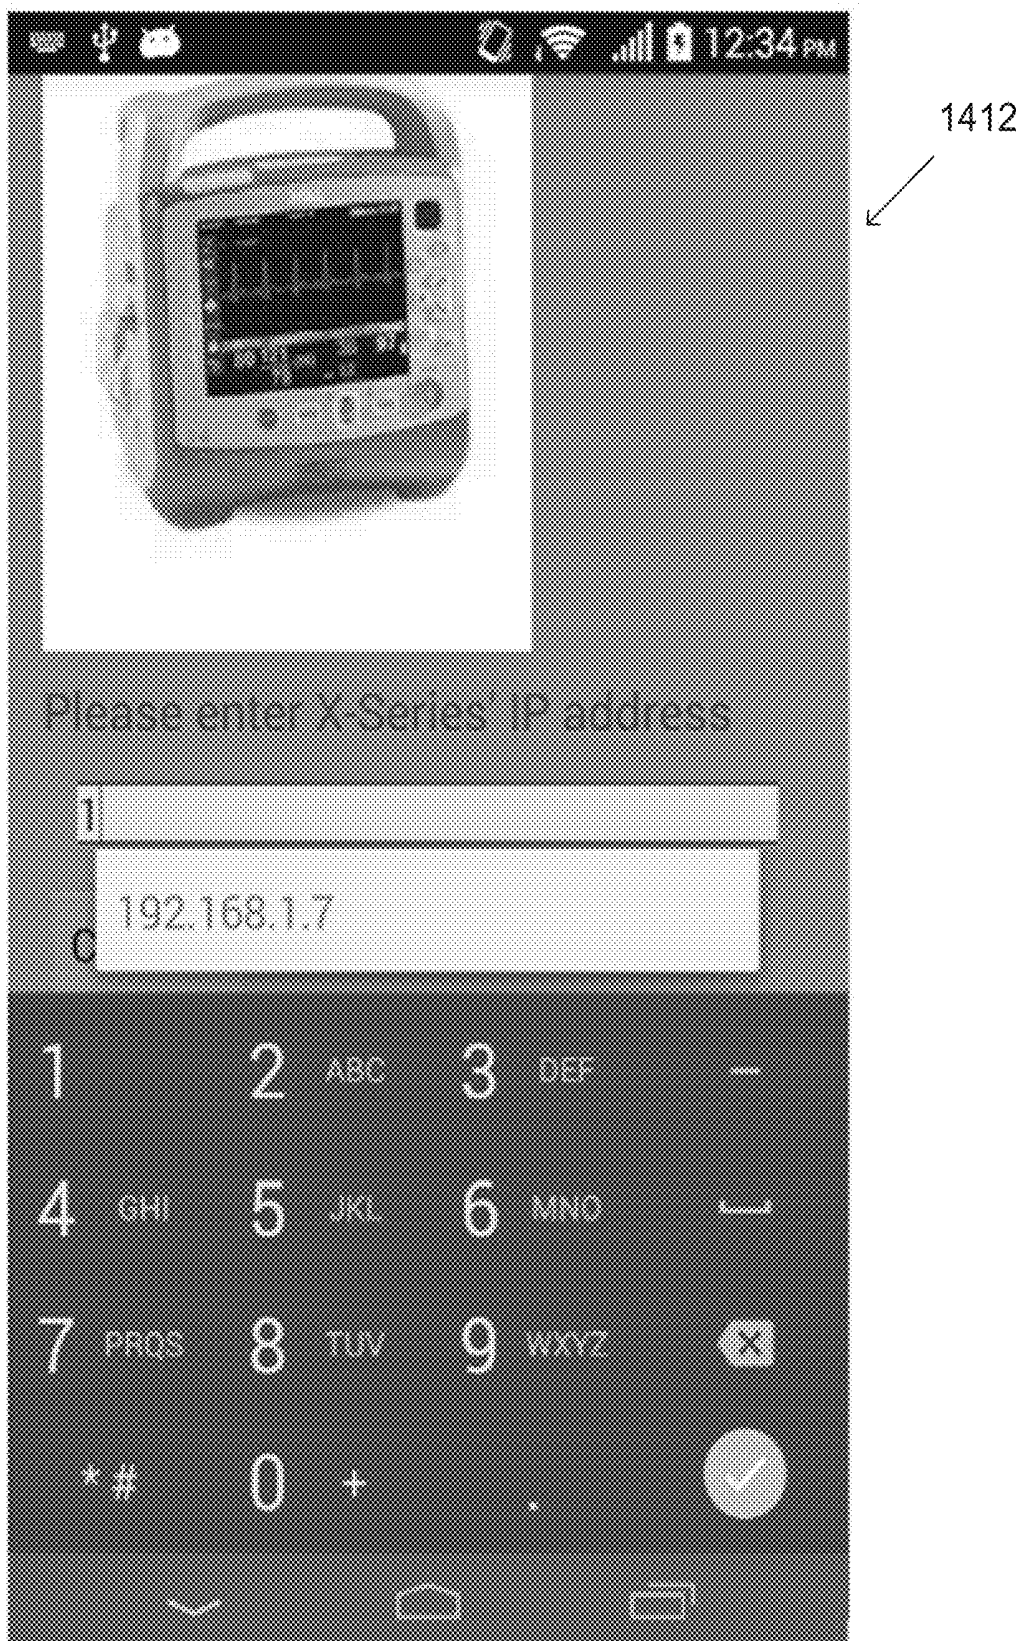 12:34 PM
1412
Please enter X-Series' IP address
1
192.168.1.7
C
1 2 ABC 3 DEF -
4 GHI 5 JKL 6 MNO
7 PRQS 8 TUV 9 WXYZ
* # 0 + .